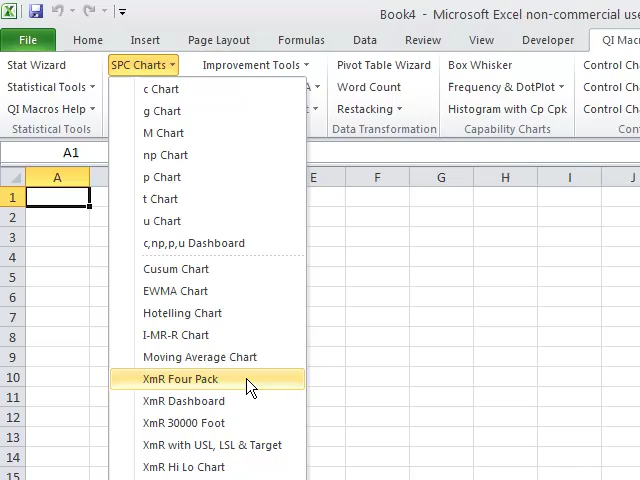 Book4 - Microsoft Excel non-commercial use
File Home Insert Page Layout Formulas Data Review View Developer QI Ma
Stat Wizard SPC Charts Improvement Tools Pivot Table Wizard Box Whisker Control Cha
Statistical Tools A Word Count Frequency & DotPlot Control Cha
QI Macros Help Restacking Histogram with Cp Cpk Control Cha
Statistical Tools Data Transformation Capability Charts Co
A1
A E F G H I J
1
2
3
4
5
6
7
8
9
10
11
12
13
14
15
c Chart
g Chart
M Chart
np Chart
p Chart
t Chart
u Chart
c,np,p,u Dashboard
Cusum Chart
EWMA Chart
Hotelling Chart
I-MR-R Chart
Moving Average Chart
XmR Four Pack
XmR Dashboard
XmR 30000 Foot
XmR with USL, LSL & Target
XmR Hi Lo Chart